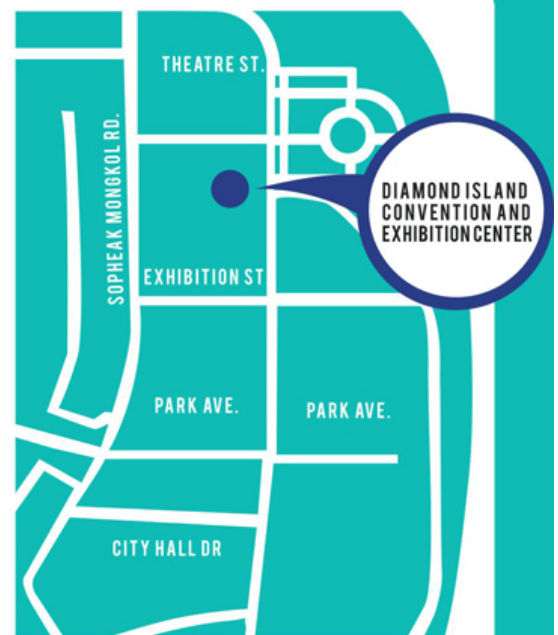 THEATRE ST.
SOPHEAK MONGKOL RD.
DIAMOND ISLAND
CONVENTION AND
EXHIBITION CENTER
EXHIBITION ST
PARK AVE.
PARK AVE.
CITY HALL DR